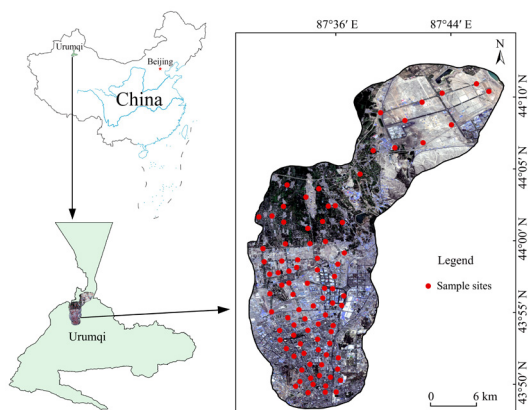 Urumqi
Beijing
China
Urumqi
87°36′ E
87°44′ E
N
44°10′ N
44°05′ N
44°00′ N
43°55′ N
43°50′ N
Legend
Sample sites
0
6 km